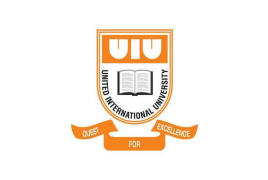 UIU
UNITED INTERNATIONAL UNIVERSITY
QUEST
FOR
EXCELLENCE